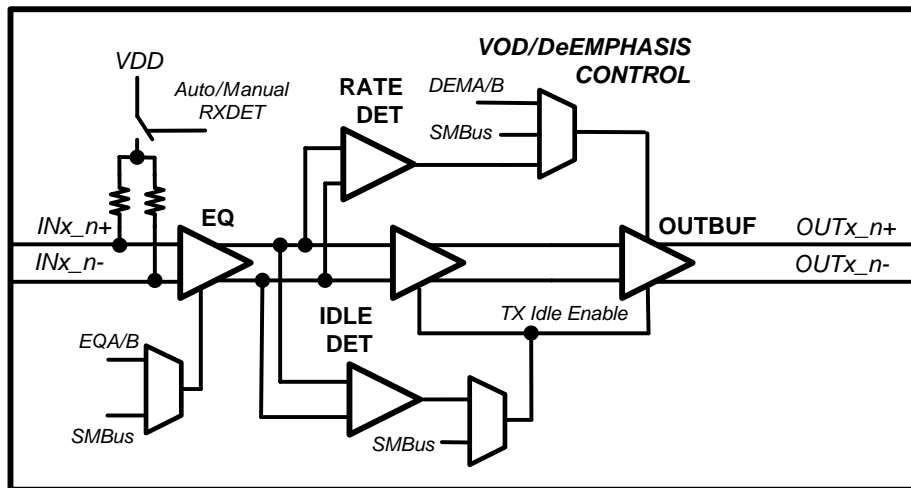 VOD/DeEMPHASIS
CONTROL
VDD
Auto/Manual
RXDET
RATE
DET
DEMA/B
SMBus
EQ
OUTBUF
INx_n+
OUTx_n+
INx_n-
OUTx_n-
IDLE
DET
TX Idle Enable
EQA/B
SMBus
SMBus